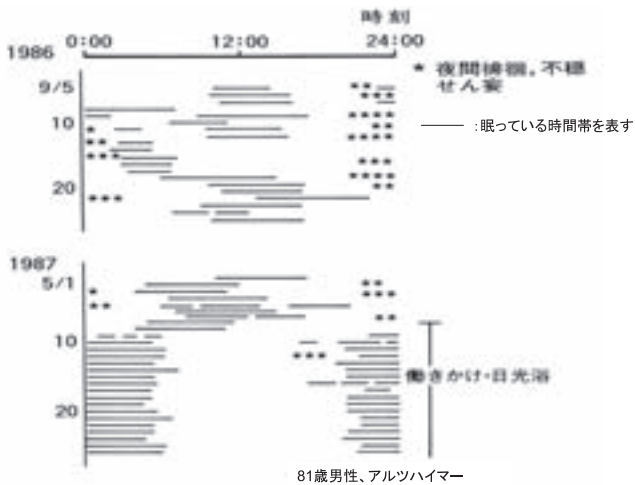 時刻
0:00 12:00 24:00
1986
9/5
10
20
* 夜間徘徊。不穏
せん妄
——— :眠っている時間帯を表す
1987
5/1
10
20
働きかけ・日光浴
81歳男性、アルツハイマー